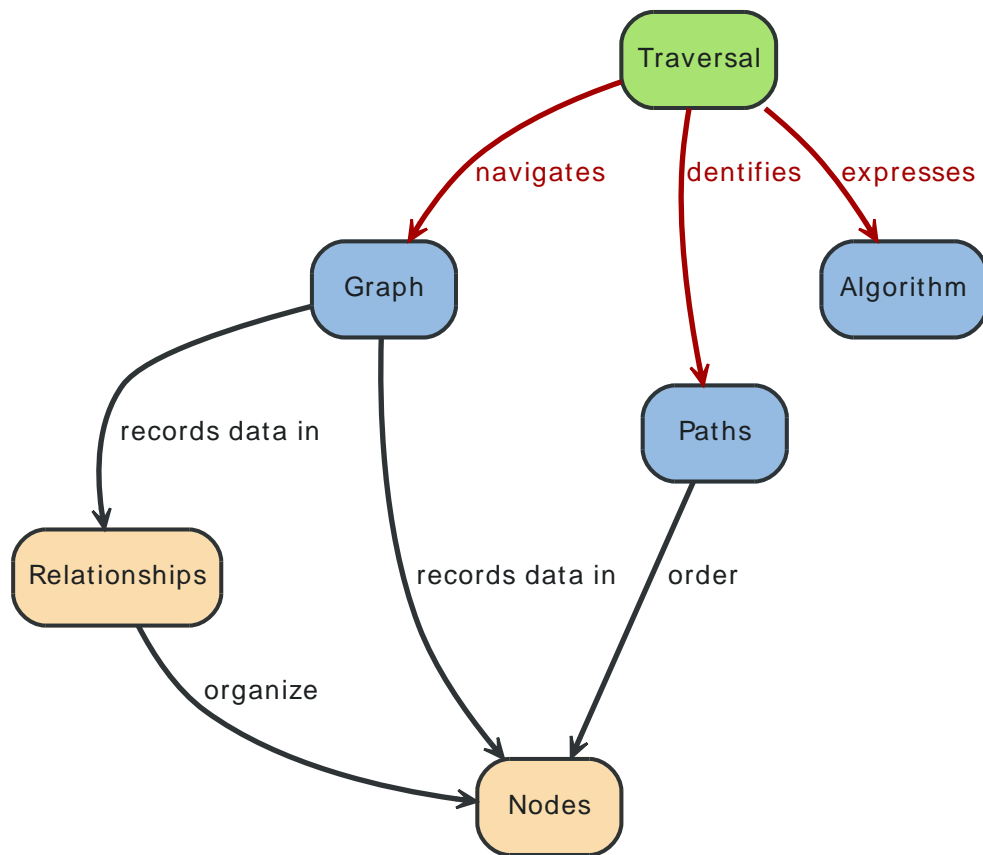 Traversal
navigates
dentifies
expresses
Graph
Algorithm
records data in
Paths
Relationships
records data in
order
organize
Nodes